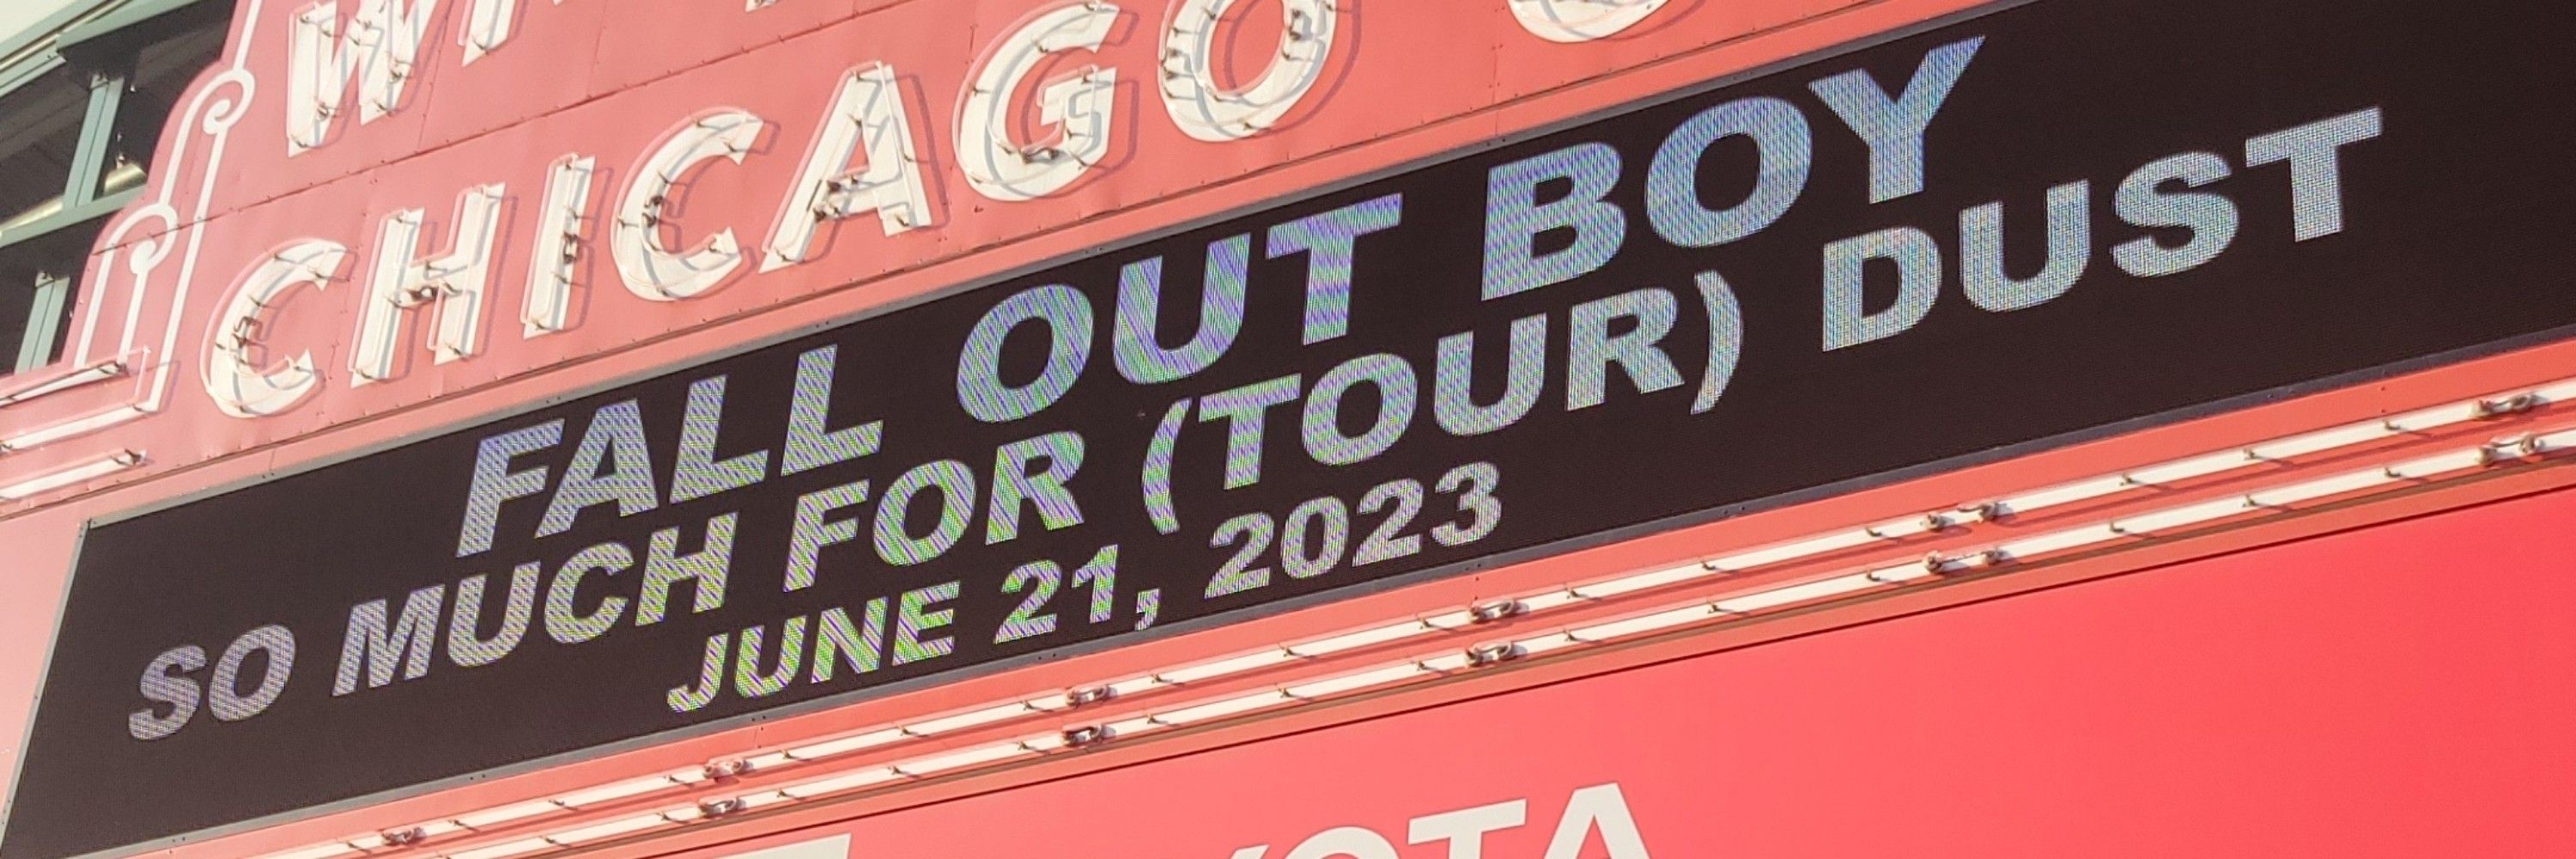 CHICAGO
FALL OUT BOY
SO MUCH FOR (TOUR) DUST
JUNE 21, 2023